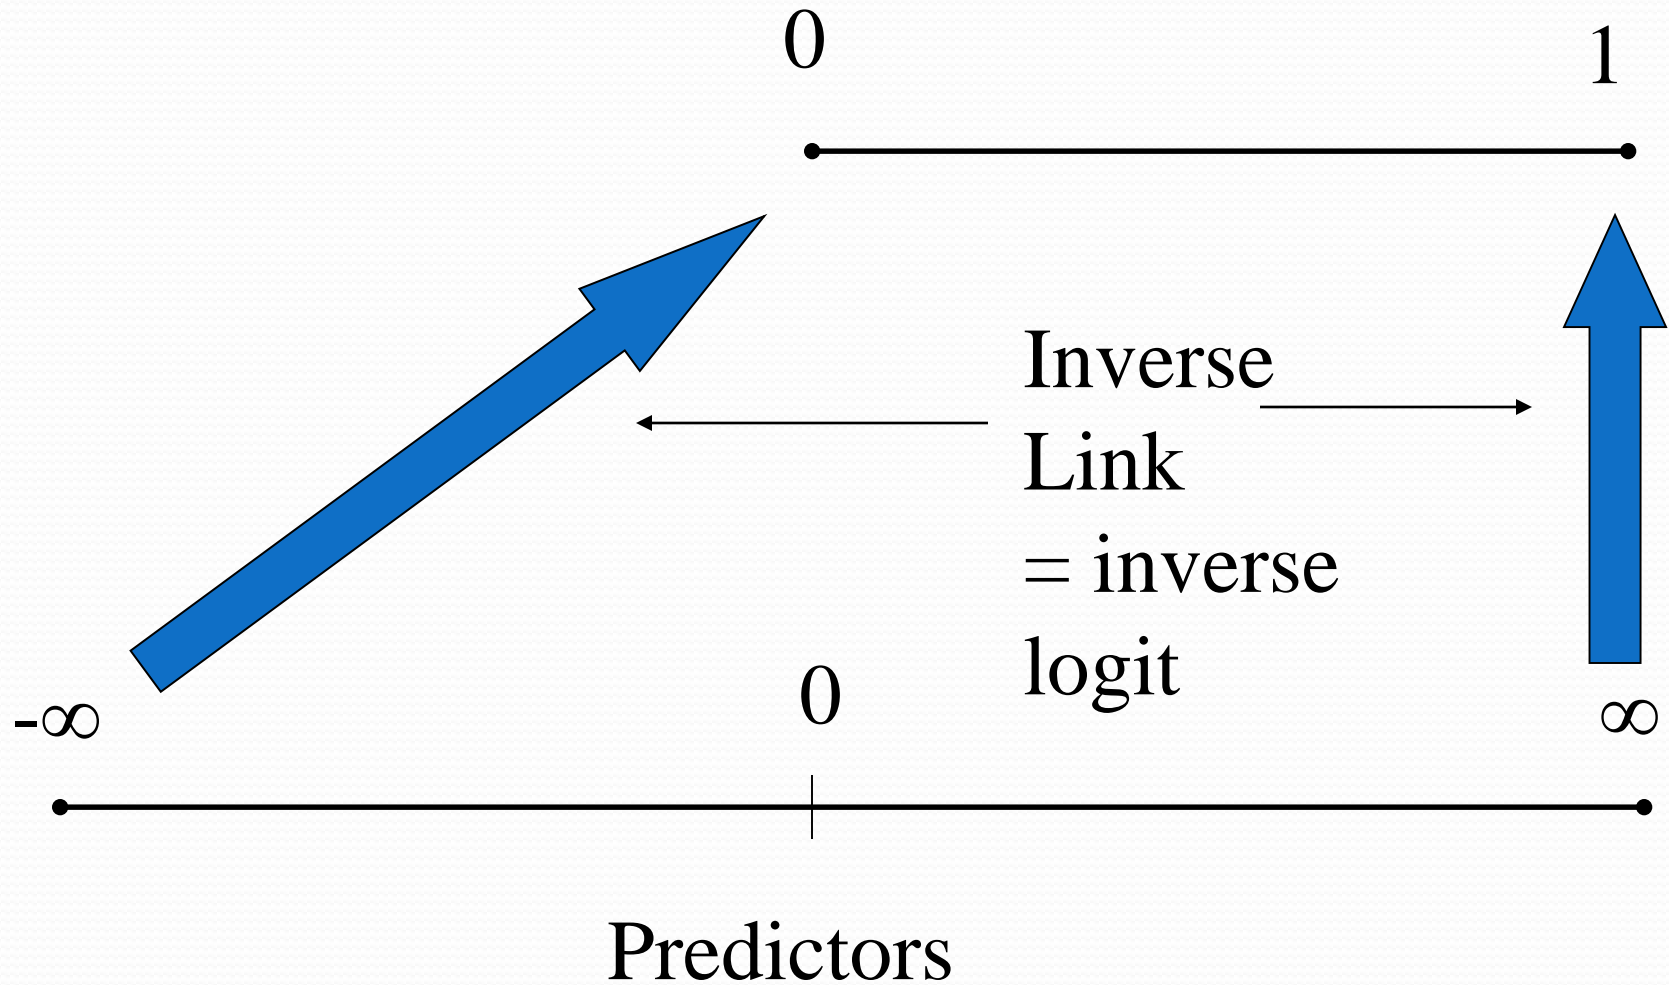 0 1
Inverse
Link
= inverse
logit
-∞ 0 ∞
Predictors